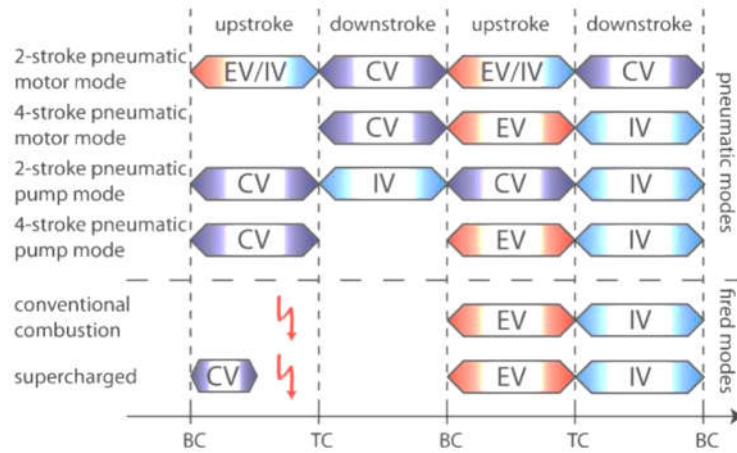 upstroke downstroke upstroke downstroke
2-stroke pneumatic
motor mode
EV/IV CV EV/IV CV
4-stroke pneumatic
motor mode
CV EV IV
2-stroke pneumatic
pump mode
CV IV CV IV
4-stroke pneumatic
pump mode
CV EV IV
pneumatic modes
conventional
combustion
EV IV
supercharged
CV EV IV
fired modes
BC TC BC TC BC